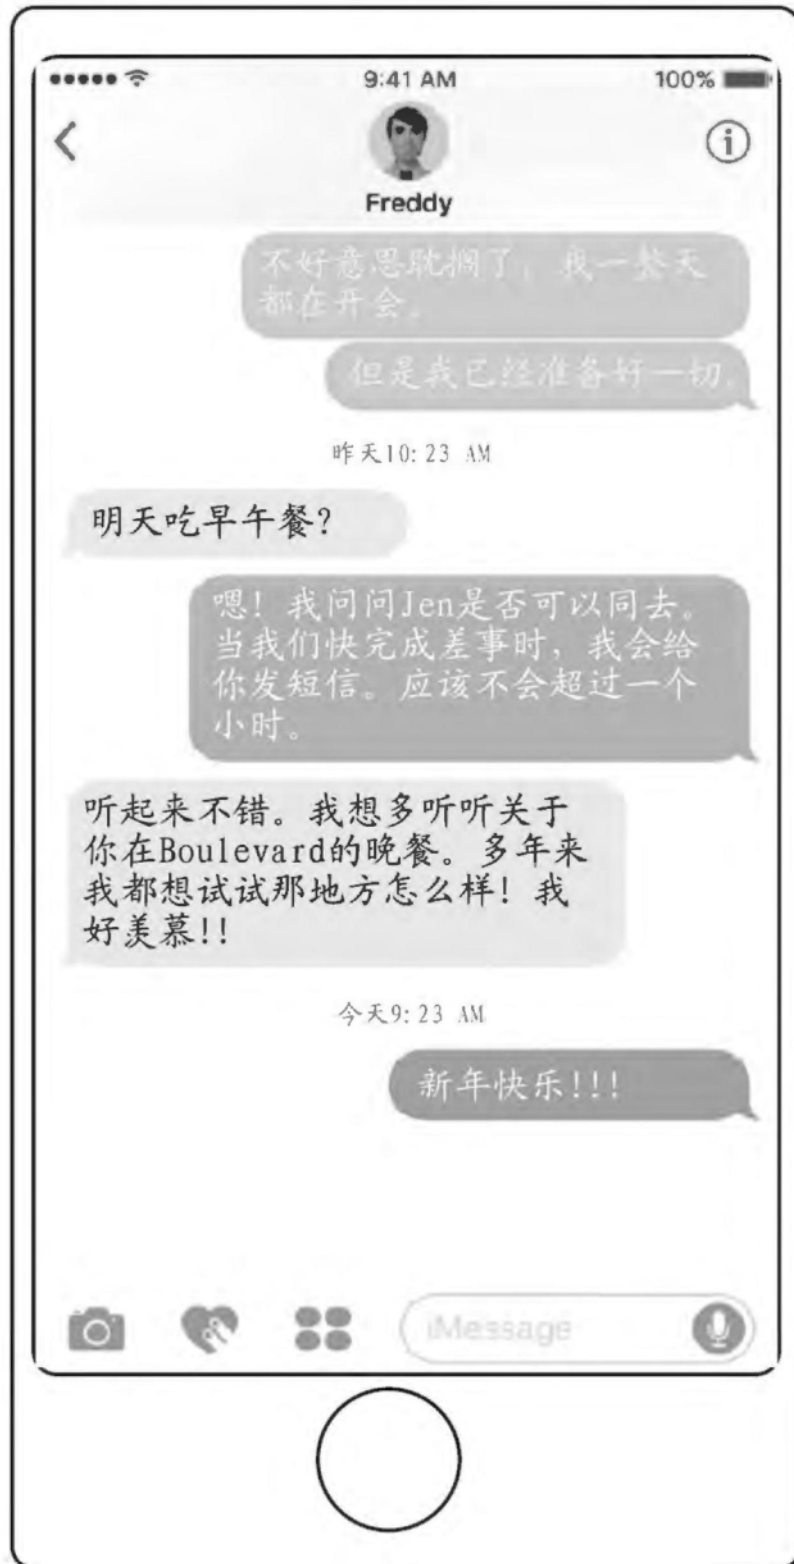 9:41 AM
100%
Freddy
不好意思耽搁了，我一整天
都在开会。
但是我已经准备好一切。
昨天10:23 AM
明天吃早午餐?
嗯! 我问问Jen是否可以同去。
当我们快完成差事时，我会给
你发短信。应该不会超过一个
小时。
听起来不错。我想多听听关于
你在Boulevard的晚餐。多年来
我都想试试那地方怎么样! 我
好羡慕!!
今天9:23 AM
新年快乐!!!
iMessage